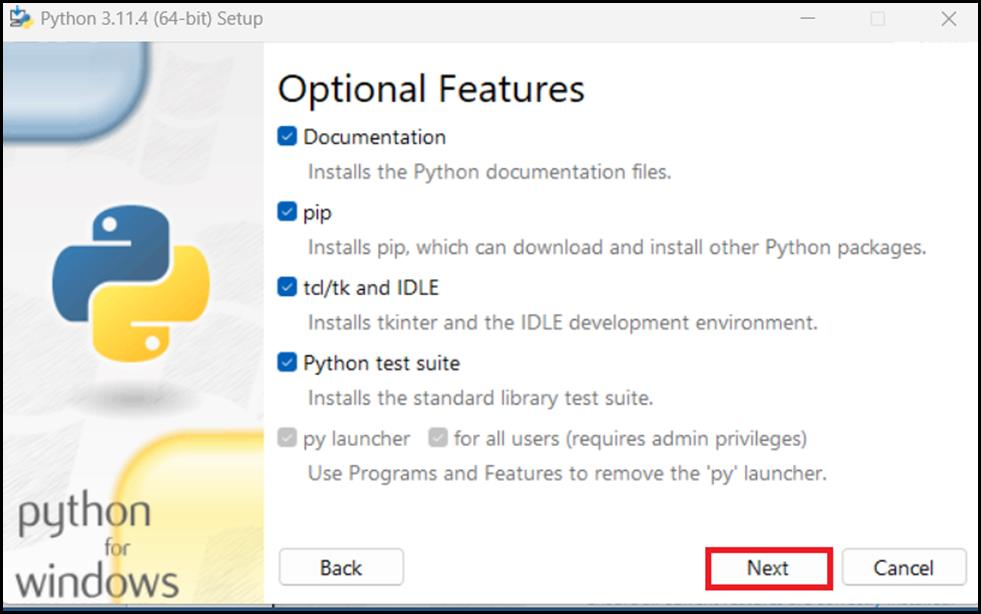 Python 3.11.4 (64-bit) Setup
Optional Features
Documentation
Installs the Python documentation files.
pip
Installs pip, which can download and install other Python packages.
tcl/tk and IDLE
Installs tkinter and the IDLE development environment.
Python test suite
Installs the standard library test suite.
py launcher for all users (requires admin privileges)
Use Programs and Features to remove the 'py' launcher.
python
for
windows
Back Next Cancel